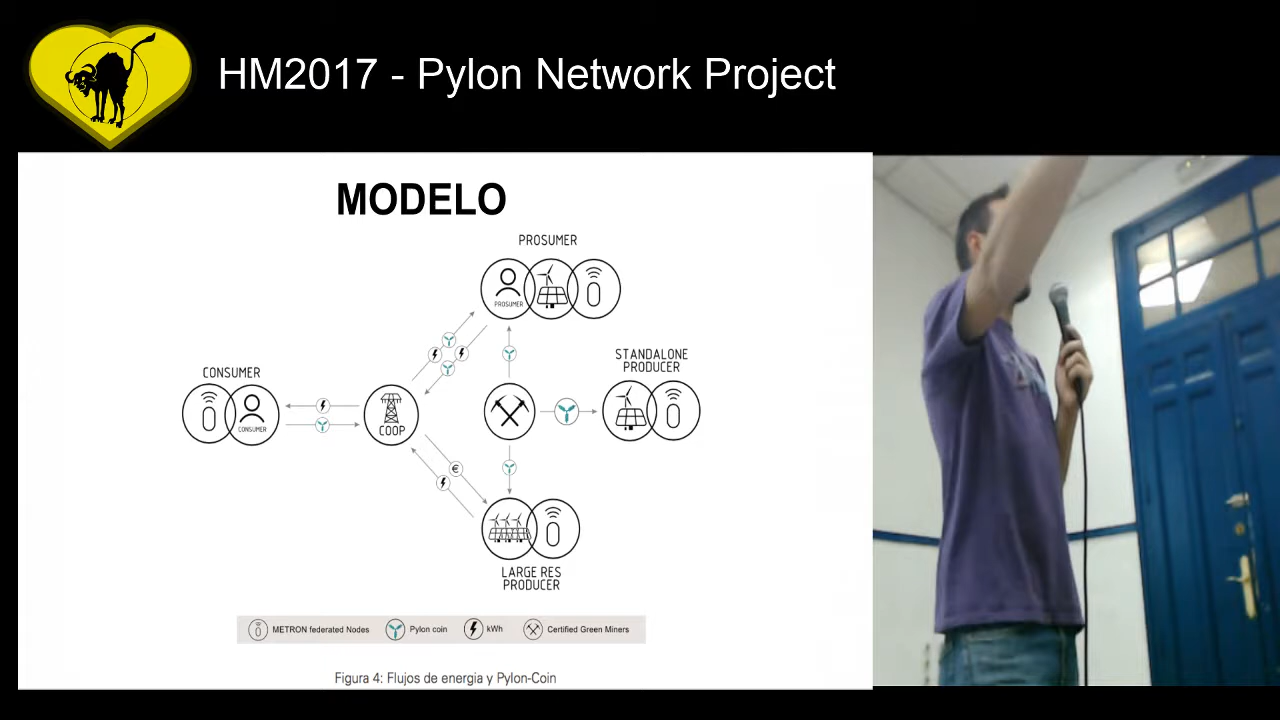 HM2017 - Pylon Network Project
MODELO
PROSUMER
PROSUMER
STANDALONE
PRODUCER
CONSUMER
CONSUMER
COOP
€
LARGE RES
PRODUCER
METRON federated Nodes
Pylon coin
kWh
Certified Green Miners
Figura 4: Flujos de energia y Pylon-Coin